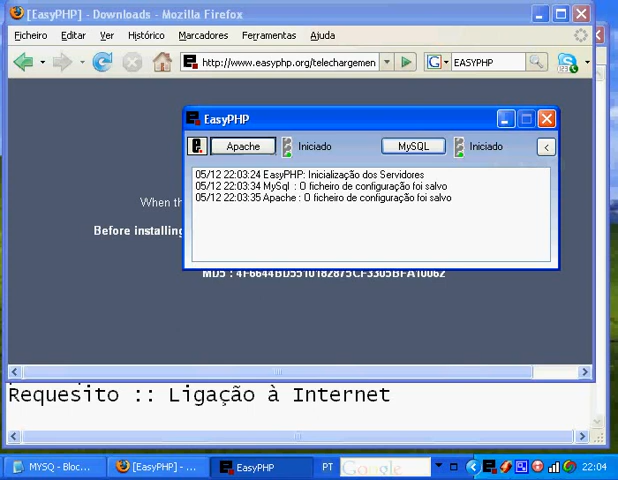 [EasyPHP] - Downloads - Mozilla Firefox
Ficheiro Editar Ver Histórico Marcadores Ferramentas Ajuda
http://www.easyphp.org/telechargemen
G EASYPHP
EasyPHP
Apache Iniciado MySQL Iniciado <
05/12 22:03:24 EasyPHP: Inicialização dos Servidores
05/12 22:03:34 MySql : O ficheiro de configuração foi salvo
05/12 22:03:35 Apache : O ficheiro de configuração foi salvo
When th
Before installing
MD5 : 4F6644BD5510182875CF3305BFA10062
Requesito :: Ligação à Internet
MYSQ - Bloc... [EasyPHP] - ... EasyPHP PT Google 22:04